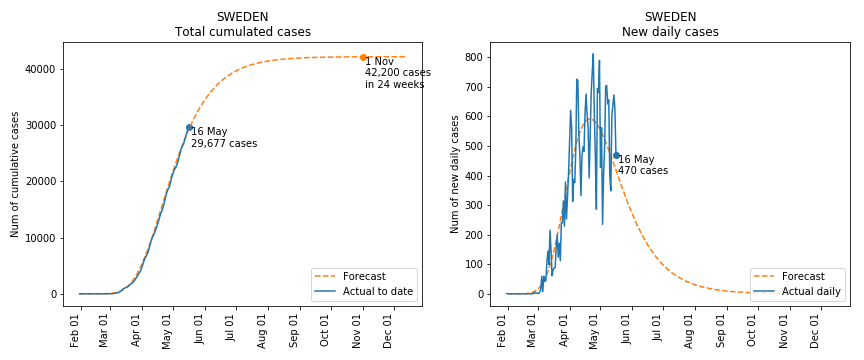 SWEDEN
Total cumulated cases
Num of cumulative cases
40000
30000
20000
10000
0
1 Nov
42,200 cases
in 24 weeks
16 May
29,677 cases
Forecast
Actual to date
Feb 01
Mar 01
Apr 01
May 01
Jun 01
Jul 01
Aug 01
Sep 01
Oct 01
Nov 01
Dec 01
SWEDEN
New daily cases
Num of new daily cases
800
700
600
500
400
300
200
100
0
16 May
470 cases
Forecast
Actual daily
Feb 01
Mar 01
Apr 01
May 01
Jun 01
Jul 01
Aug 01
Sep 01
Oct 01
Nov 01
Dec 01